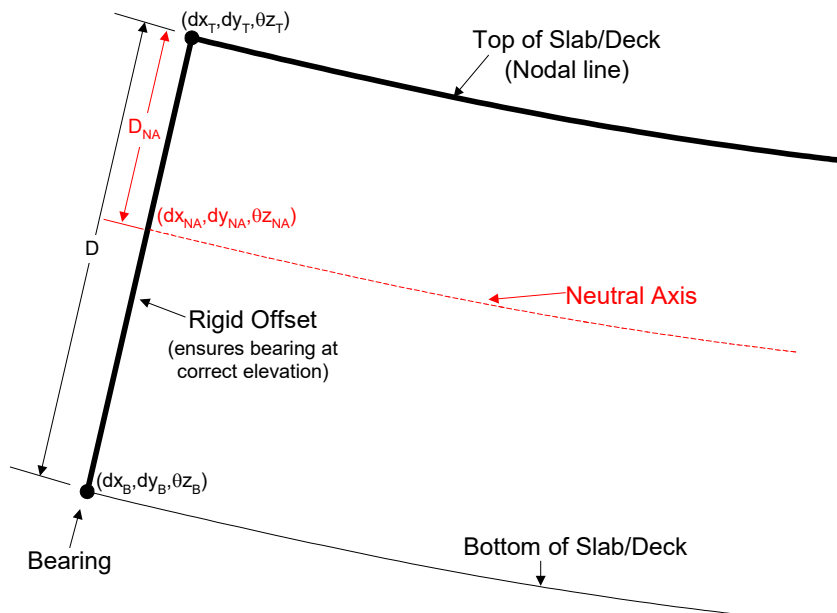 (dx_T,dy_T,θz_T)
Top of Slab/Deck
(Nodal line)
D_NA
(dx_NA,dy_NA,θz_NA)
D
Neutral Axis
Rigid Offset
(ensures bearing at
correct elevation)
(dx_B,dy_B,θz_B)
Bottom of Slab/Deck
Bearing